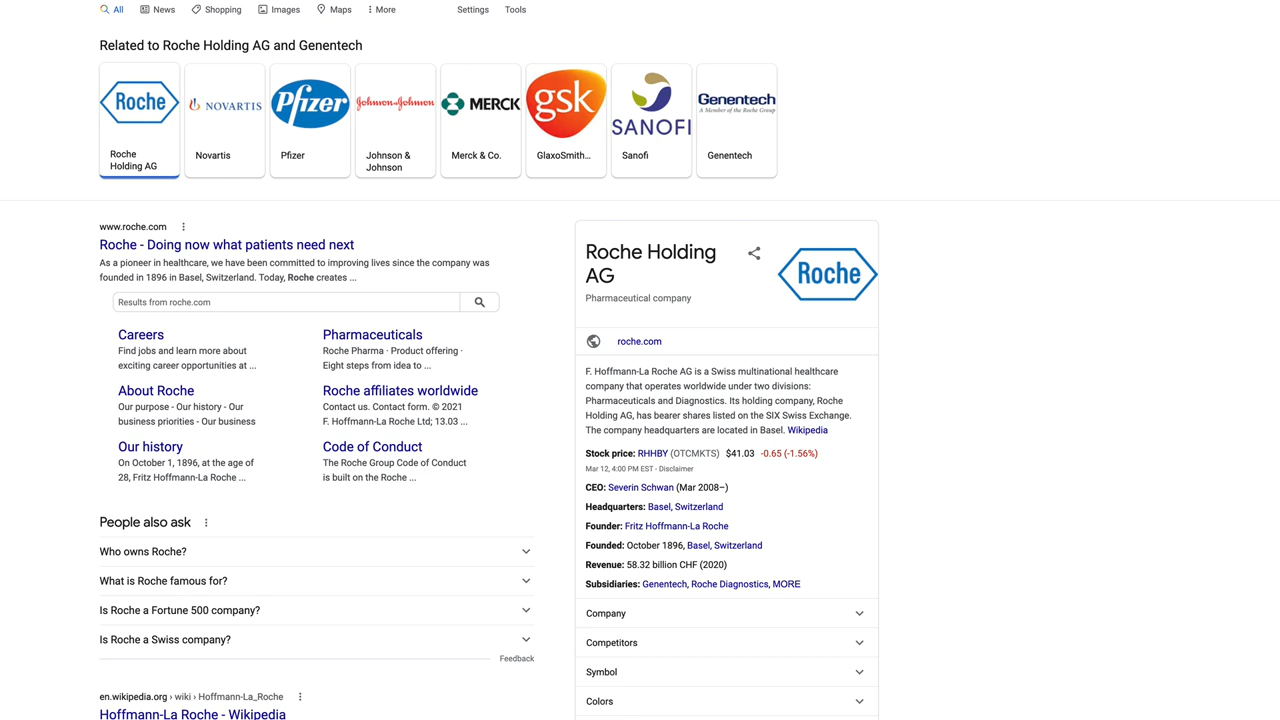 All News Shopping Images Maps More Settings Tools
Related to Roche Holding AG and Genentech
Roche
NOVARTIS
Pfizer
Johnson & Johnson
MERCK
gsk
SANOFI
Genentech
A Member of the Roche Group
Roche
Holding AG
Novartis
Pfizer
Johnson &
Johnson
Merck & Co.
GlaxoSmith...
Sanofi
Genentech
www.roche.com
Roche - Doing now what patients need next
As a pioneer in healthcare, we have been committed to improving lives since the company was
founded in 1896 in Basel, Switzerland. Today, Roche creates ...
Results from roche.com
Careers
Find jobs and learn more about
exciting career opportunities at ...
Pharmaceuticals
Roche Pharma · Product offering ·
Eight steps from idea to ...
About Roche
Our purpose - Our history - Our
business priorities - Our business
Roche affiliates worldwide
Contact us. Contact form. © 2021
F. Hoffmann-La Roche Ltd; 13.03 ...
Our history
On October 1, 1896, at the age of
28, Fritz Hoffmann-La Roche ...
Code of Conduct
The Roche Group Code of Conduct
is built on the Roche ...
People also ask
Who owns Roche?
What is Roche famous for?
Is Roche a Fortune 500 company?
Is Roche a Swiss company?
Feedback
en.wikipedia.org › wiki › Hoffmann-La_Roche
Hoffmann-La Roche - Wikipedia
Roche Holding
AG
Pharmaceutical company
Roche
roche.com
F. Hoffmann-La Roche AG is a Swiss multinational healthcare
company that operates worldwide under two divisions:
Pharmaceuticals and Diagnostics. Its holding company, Roche
Holding AG, has bearer shares listed on the SIX Swiss Exchange.
The company headquarters are located in Basel. Wikipedia
Stock price: RHHBY (OTCMKTS) $41.03 -0.65 (-1.56%)
Mar 12, 4:00 PM EST - Disclaimer
CEO: Severin Schwan (Mar 2008–)
Headquarters: Basel, Switzerland
Founder: Fritz Hoffmann-La Roche
Founded: October 1896, Basel, Switzerland
Revenue: 58.32 billion CHF (2020)
Subsidiaries: Genentech, Roche Diagnostics, MORE
Company
Competitors
Symbol
Colors